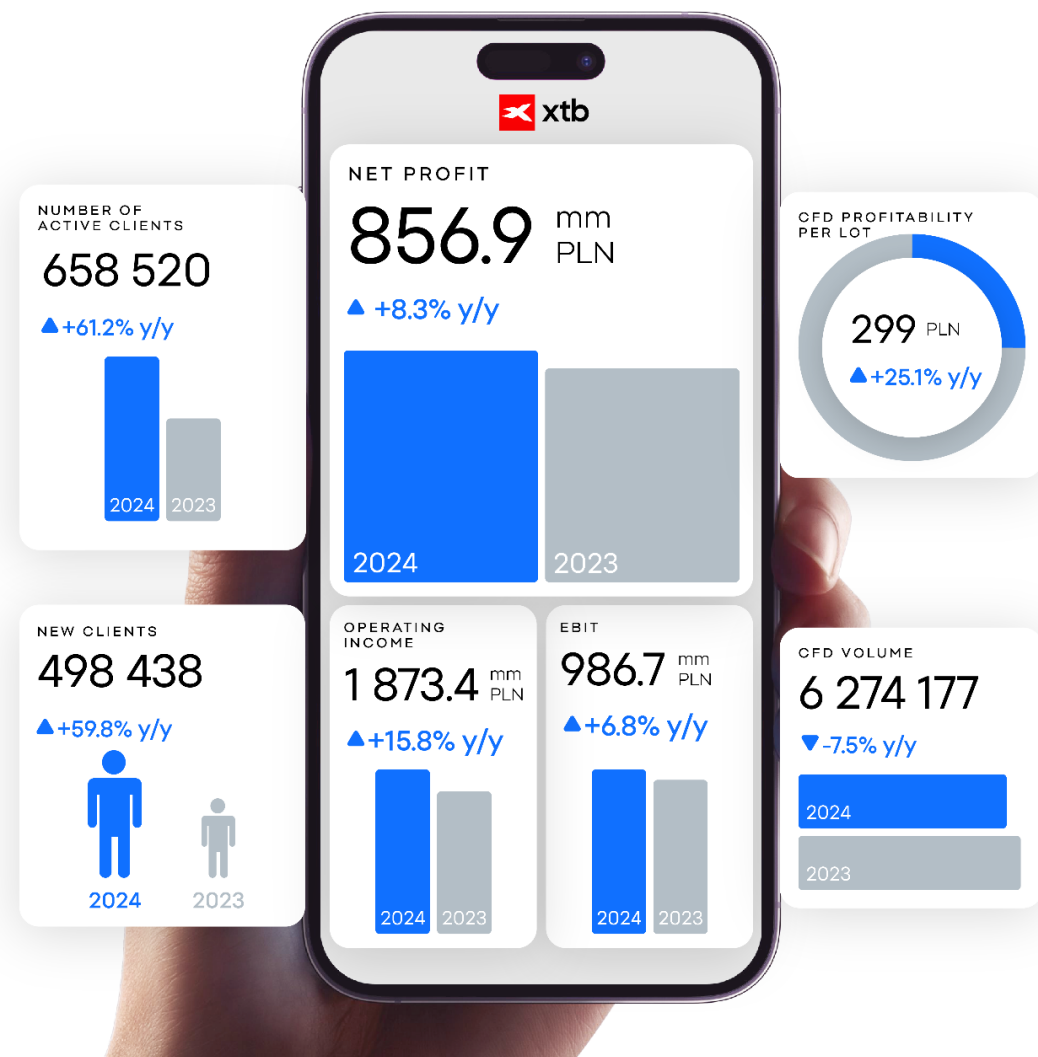 xtb
NET PROFIT
856.9 mm
PLN
+8.3% y/y
2024 2023
NUMBER OF
ACTIVE CLIENTS
658 520
+61.2% y/y
2024 2023
CFD PROFITABILITY
PER LOT
299 PLN
+25.1% y/y
NEW CLIENTS
498 438
+59.8% y/y
2024 2023
OPERATING
INCOME
1 873.4 mm
PLN
+15.8% y/y
2024 2023
EBIT
986.7 mm
PLN
+6.8% y/y
2024 2023
CFD VOLUME
6 274 177
-7.5% y/y
2024
2023